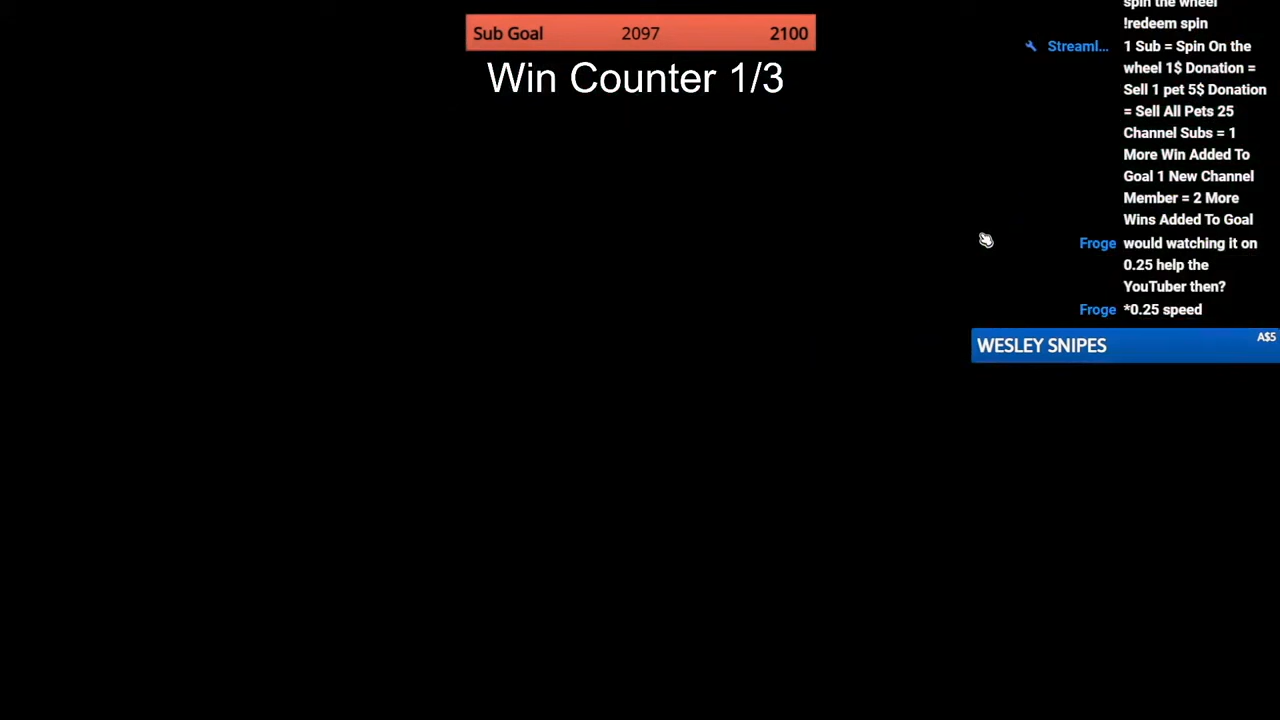 Sub Goal 2097 2100
Win Counter 1/3
spin the wheel
!redeem spin
Streaml... 1 Sub = Spin On the
wheel 1$ Donation =
Sell 1 pet 5$ Donation
= Sell All Pets 25
Channel Subs = 1
More Win Added To
Goal 1 New Channel
Member = 2 More
Wins Added To Goal
Froge would watching it on
0.25 help the
YouTuber then?
Froge *0.25 speed
WESLEY SNIPES A$5